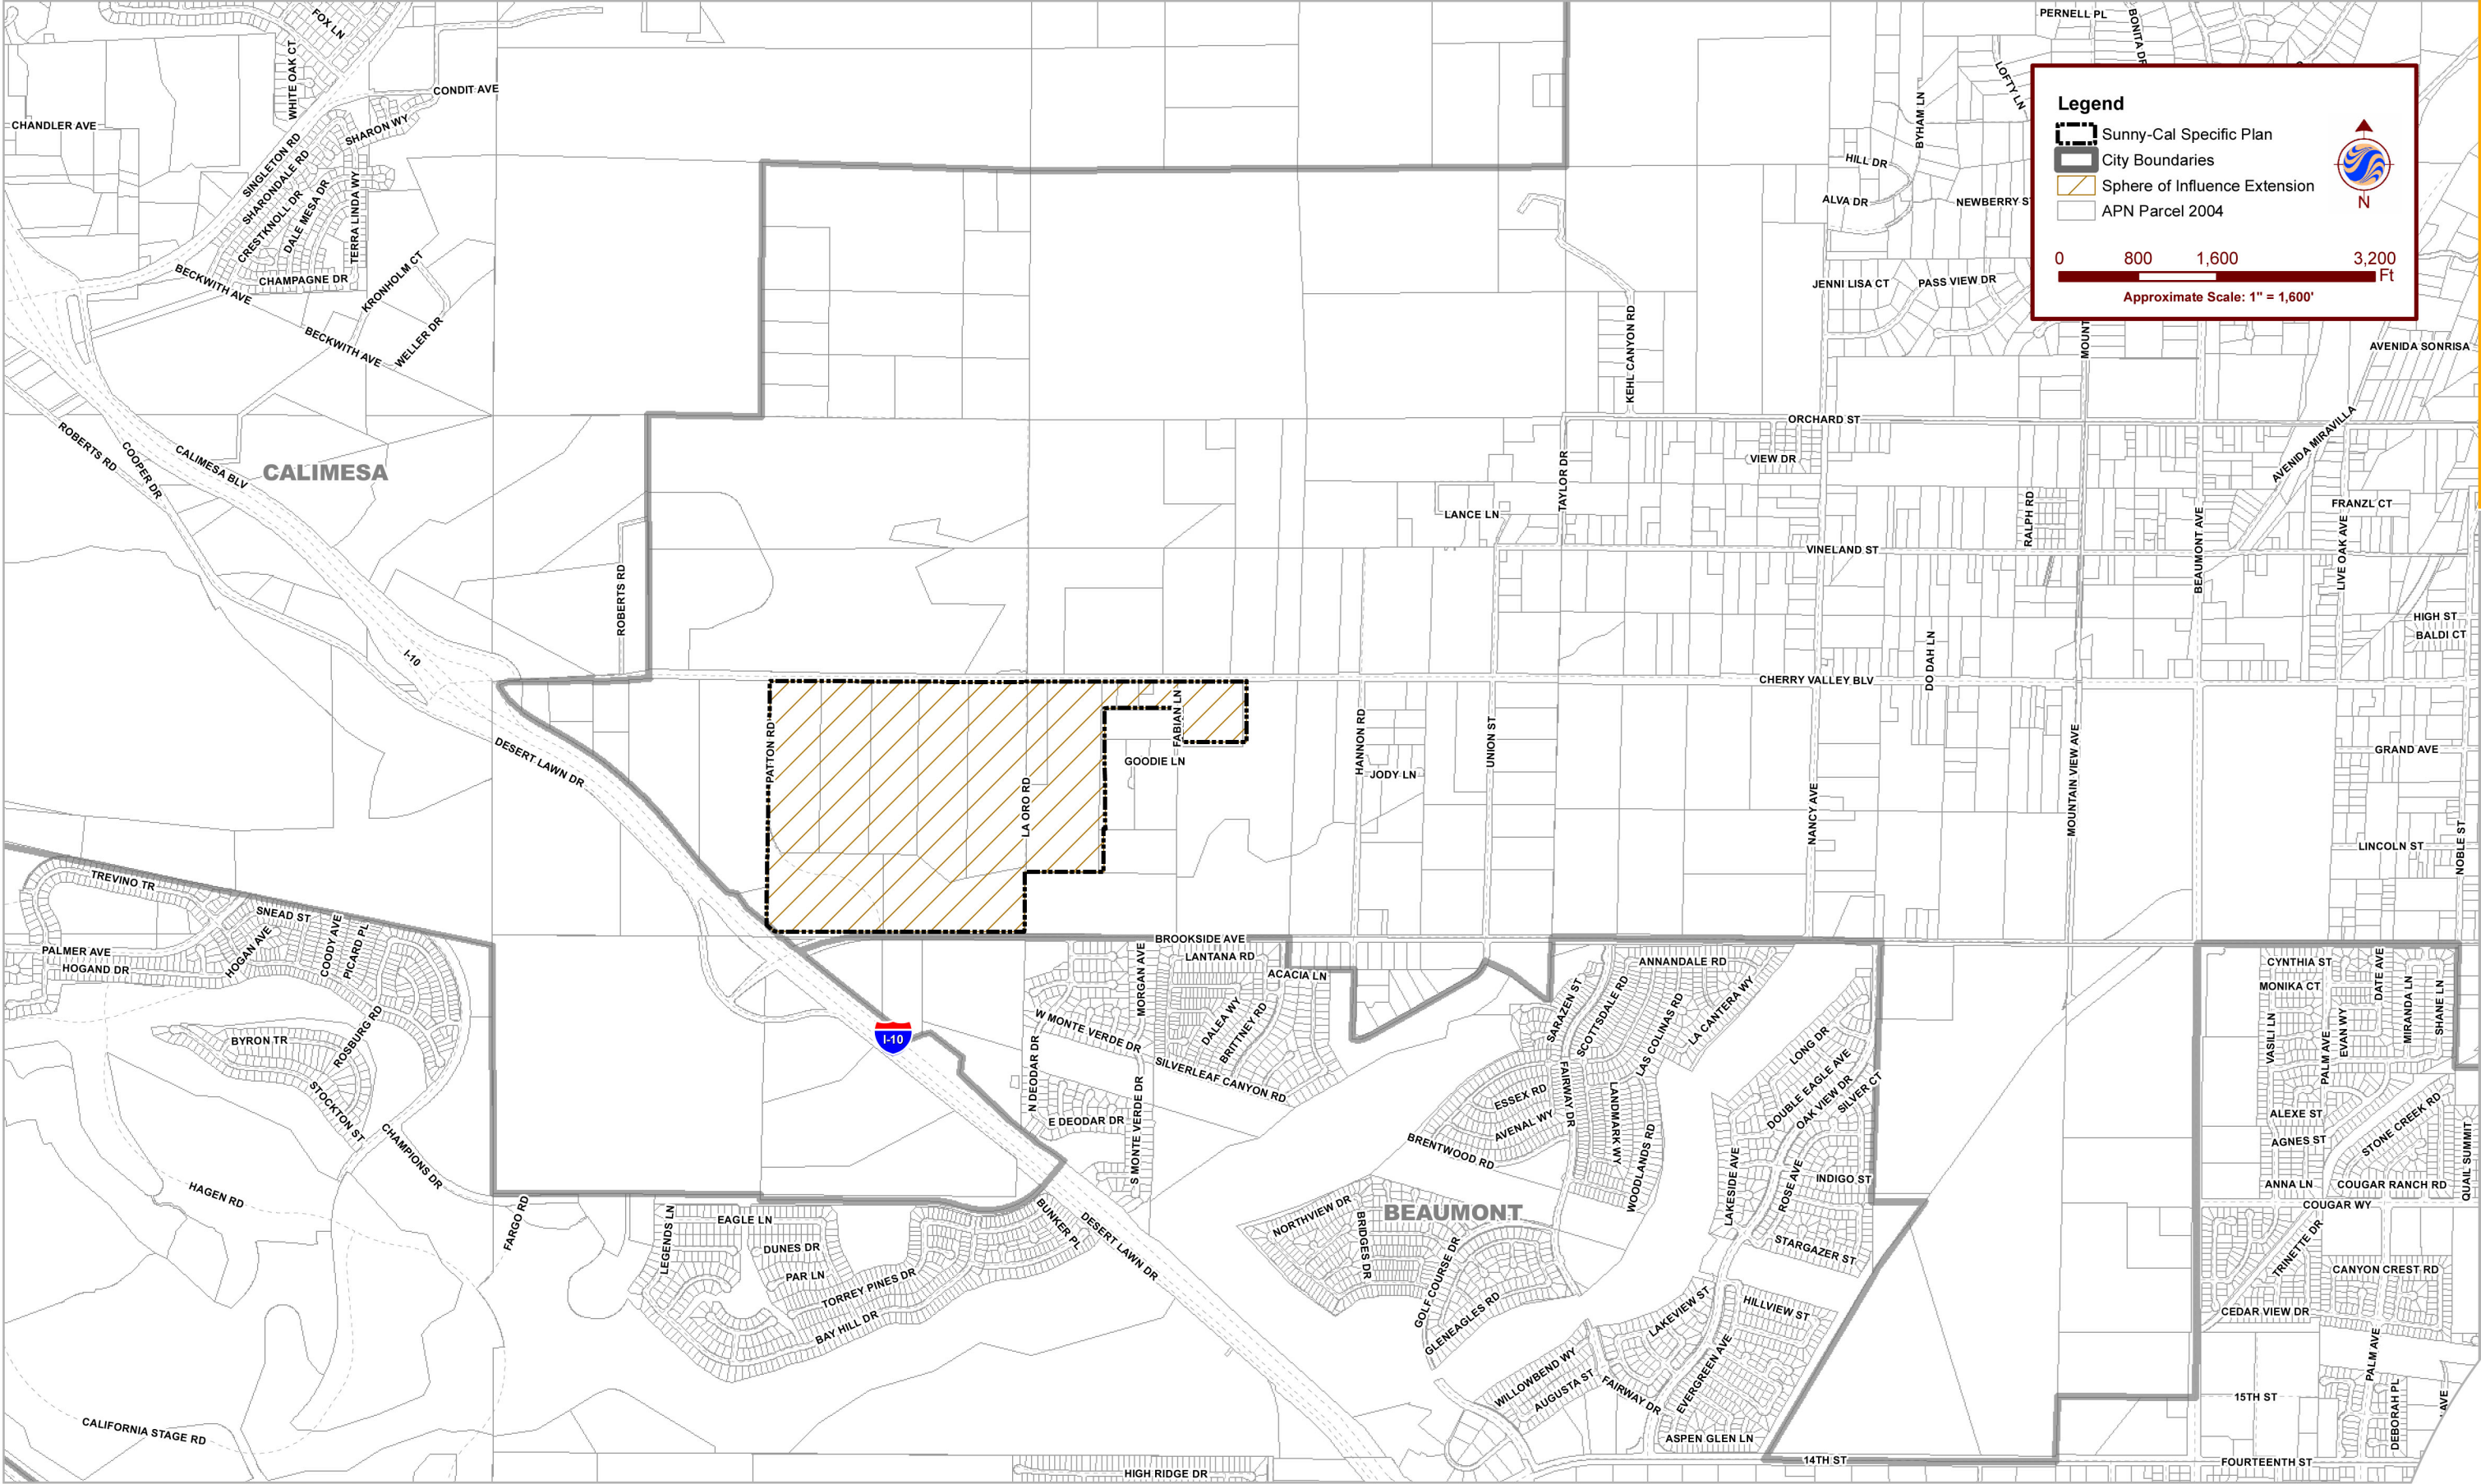 FOX LN
WHITE OAK CT
CONDIT AVE
CHANDLER AVE
SHARON WY
SINGLETON RD
SHARONDALE RD
CRESTKNOLL DR
DALE MESA DR
TERRA LINDA WY
CHAMPAGNE DR
BECKWITH AVE
KRONHOLM CT
BECKWITH AVE
WELLER DR
PERNELL PL
BONITA DR
LOFTY LN
BYHAM LN
HILL DR
ALVA DR
NEWBERRY S
JENNI LISA CT
PASS VIEW DR
MOUNT
Legend
Sunny-Cal Specific Plan
City Boundaries
Sphere of Influence Extension
APN Parcel 2004
N
0 800 1,600 3,200
Ft
Approximate Scale: 1" = 1,600'
AVENIDA SONRISA
KEHL CANYON RD
ORCHARD ST
AVENIDA MIRAVILLA
VIEW DR
TAYLOR DR
LANCE LN
RALPH RD
FRANZL CT
VINELAND ST
BEAUMONT AVE
LIVE OAK AVE
HIGH ST
BALDI CT
DO DAH LN
CHERRY VALLEY BLV
ROBERTS RD
COOPER DR
CALIMESA BLV
CALIMESA
ROBERTS RD
I-10
DESERT LAWN DR
PATTON RD
LA ORO RD
FABIAN LN
GOODIE LN
HANNON RD
JODY LN
UNION ST
NANCY AVE
MOUNTAIN VIEW AVE
GRAND AVE
LINCOLN ST
NOBLE ST
TREVINO TR
SNEAD ST
HOGAN AVE
COODY AVE
PICARD PL
PALMER AVE
HOGAND DR
BYRON TR
ROSBURG RD
STOCKTON ST
CHAMPIONS DR
HAGEN RD
FARGO RD
CALIFORNIA STAGE RD
I-10
BROOKSIDE AVE
LANTANA RD
ACACIA LN
MORGAN AVE
DALEA WY
BRITTNEY RD
W MONTE VERDE DR
SILVERLEAF CANYON RD
N DEODAR DR
E DEODAR DR
S MONTE VERDE DR
LEGENDS LN
EAGLE LN
DUNES DR
PAR LN
TORREY PINES DR
BAY HILL DR
BUNKER PL
DESERT LAWN DR
HIGH RIDGE DR
ANNANDALE RD
SARAZEN ST
SCOTTSDALE RD
LAS COLINAS RD
LA CANTERA WY
ESSEX RD
AVENAL WY
FAIRWAY DR
LANDMARK WY
WOODLANDS RD
BRENTWOOD RD
LONG DR
DOUBLE EAGLE AVE
OAK VIEW DR
SILVER CT
LAKESIDE AVE
ROSE AVE
INDIGO ST
STARGAZER ST
BEAUMONT
NORTHVIEW DR
BRIDGES DR
GOLF COURSE DR
GLENEAGLES RD
LAKEVIEW ST
HILLVIEW ST
EVERGREEN AVE
WILLOWBEND WY
AUGUSTA ST
FAIRWAY DR
ASPEN GLEN LN
14TH ST
CYNTHIA ST
MONIKA CT
DATE AVE
VASILI LN
PALM AVE
EVAN WY
MIRANDA LN
SHANE LN
ALEXE ST
AGNES ST
STONE CREEK RD
QUAIL SUMMIT
ANNA LN
COUGAR RANCH RD
COUGAR WY
TRINETTE DR
CANYON CREST RD
CEDAR VIEW DR
PALM AVE
15TH ST
DEBORAH PL
AVE
FOURTEENTH ST